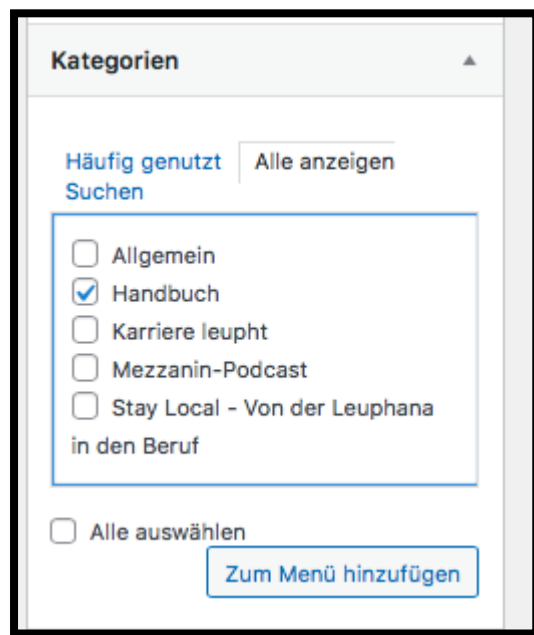 Kategorien
Häufig genutzt Alle anzeigen
Suchen
Allgemein
Handbuch
Karriere leupht
Mezzanin-Podcast
Stay Local - Von der Leuphana
in den Beruf
Alle auswählen
Zum Menü hinzufügen